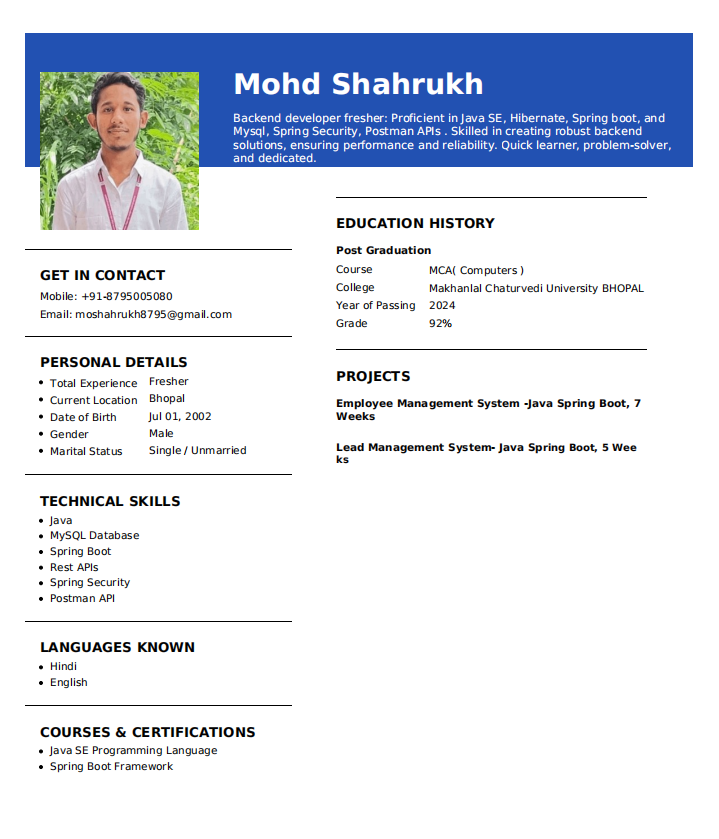 Mohd Shahrukh
Backend developer fresher: Proficient in Java SE, Hibernate, Spring boot, and
Mysql, Spring Security, Postman APIs . Skilled in creating robust backend
solutions, ensuring performance and reliability. Quick learner, problem-solver,
and dedicated.
GET IN CONTACT
Mobile: +91-8795005080
Email: moshahrukh8795@gmail.com
PERSONAL DETAILS
Total Experience Fresher
Current Location Bhopal
Date of Birth Jul 01, 2002
Gender Male
Marital Status Single / Unmarried
TECHNICAL SKILLS
Java
MySQL Database
Spring Boot
Rest APIs
Spring Security
Postman API
LANGUAGES KNOWN
Hindi
English
COURSES & CERTIFICATIONS
Java SE Programming Language
Spring Boot Framework
EDUCATION HISTORY
Post Graduation
Course MCA( Computers )
College Makhanlal Chaturvedi University BHOPAL
Year of Passing 2024
Grade 92%
PROJECTS
Employee Management System -Java Spring Boot, 7
Weeks
Lead Management System- Java Spring Boot, 5 Wee
ks